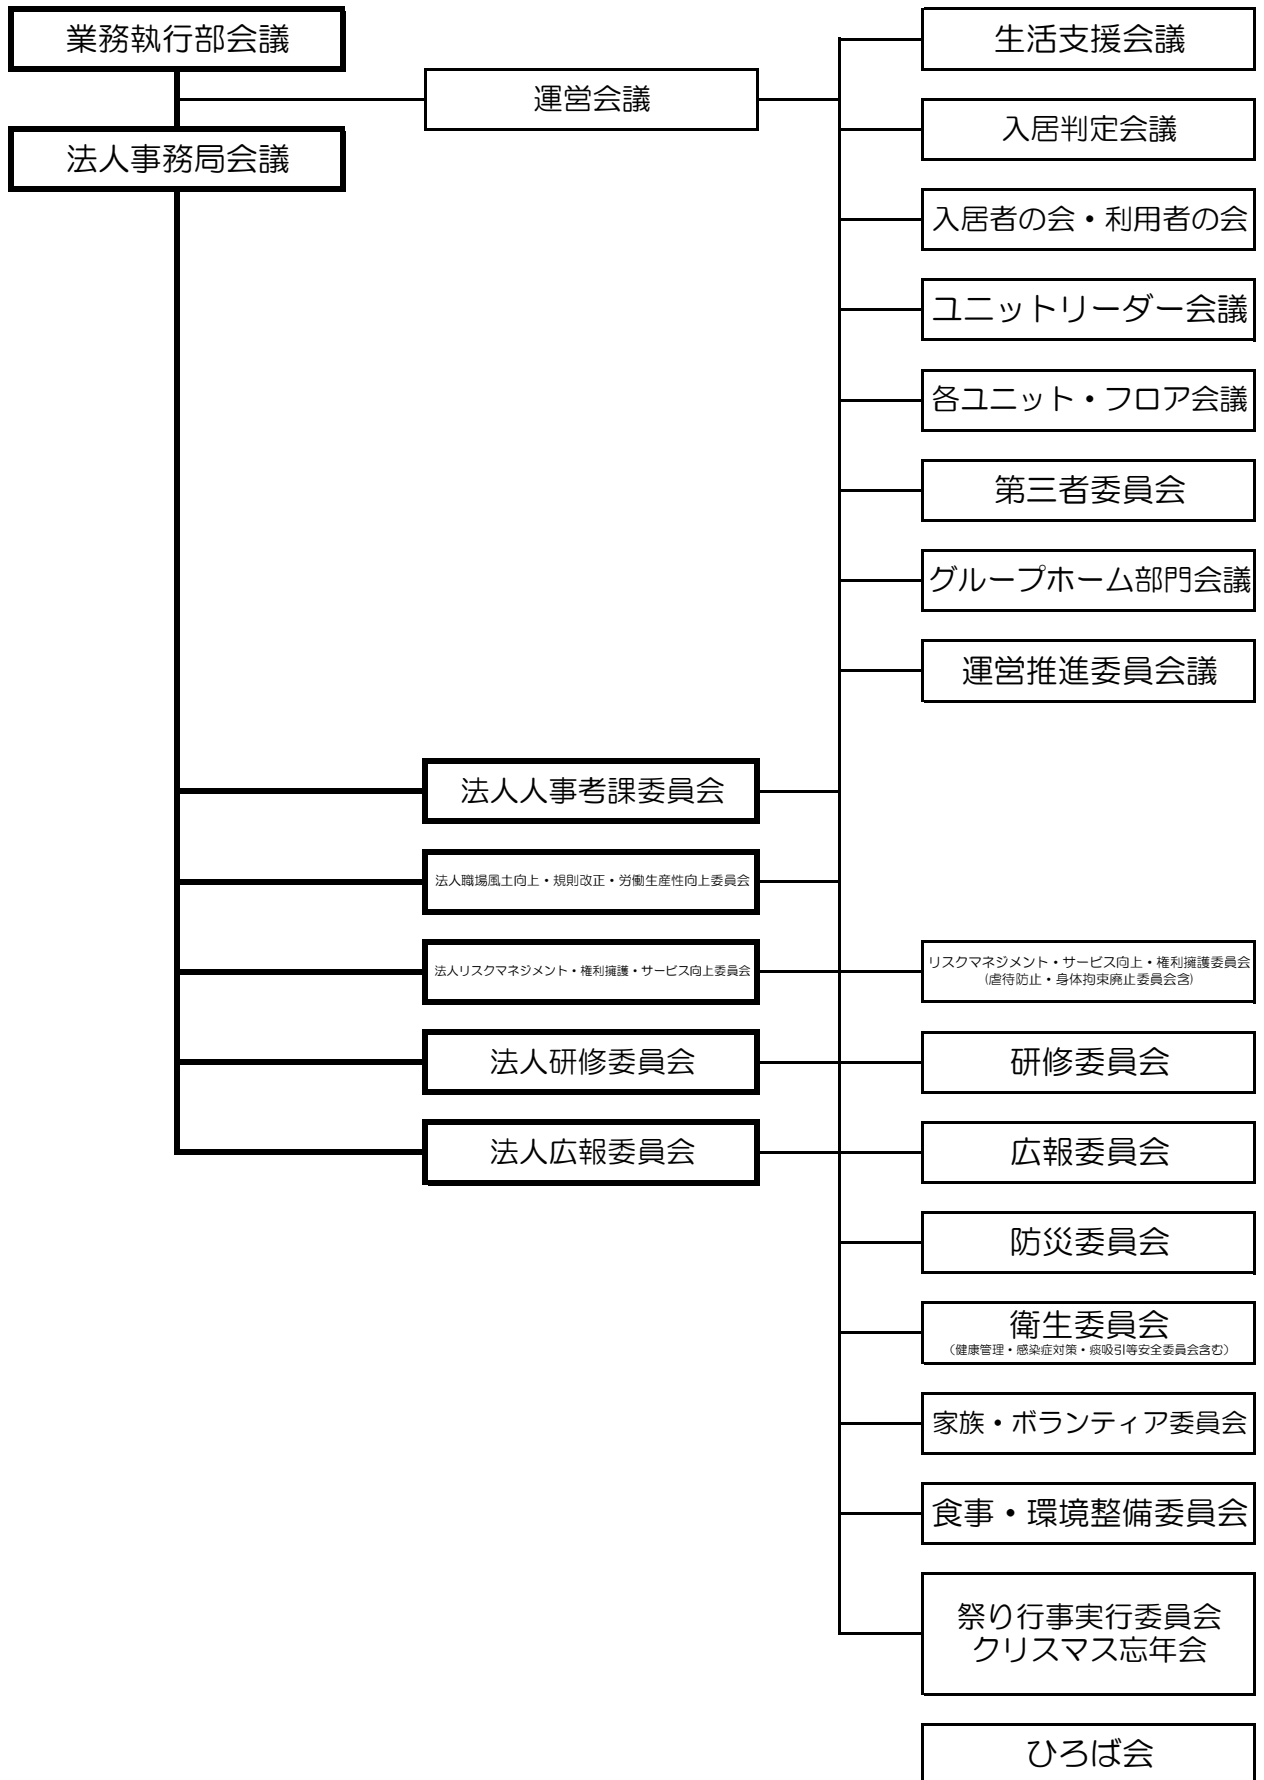 業務執行部会議
法人事務局会議
運営会議
法人人事考課委員会
法人職場風土向上・規則改正・労働生産性向上委員会
法人リスクマネジメント・権利擁護・サービス向上委員会
法人研修委員会
法人広報委員会
生活支援会議
入居判定会議
入居者の会・利用者の会
ユニットリーダー会議
各ユニット・フロア会議
第三者委員会
グループホーム部門会議
運営推進委員会議
リスクマネジメント・サービス向上・権利擁護委員会
(虐待防止・身体拘束廃止委員会含)
研修委員会
広報委員会
防災委員会
衛生委員会
（健康管理・感染症対策・痰吸引等安全委員会含む）
家族・ボランティア委員会
食事・環境整備委員会
祭り行事実行委員会
クリスマス忘年会
ひろば会